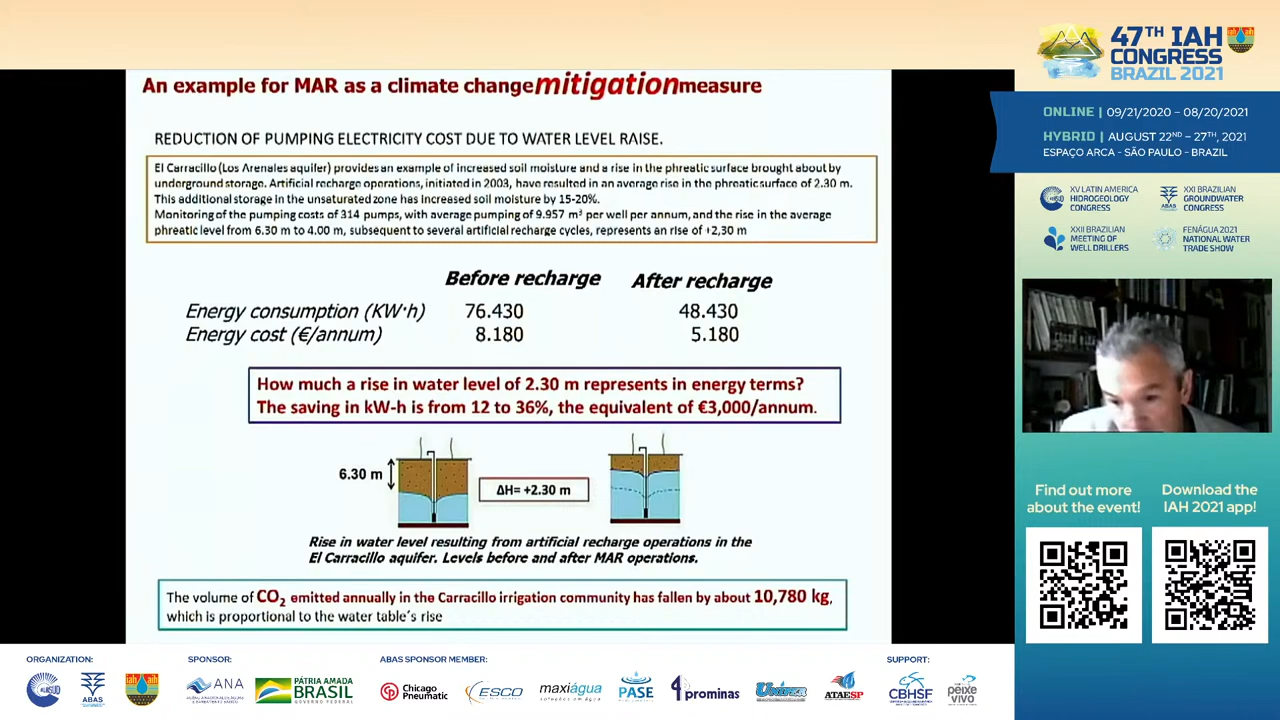 An example for MAR as a climate change mitigation measure
REDUCTION OF PUMPING ELECTRICITY COST DUE TO WATER LEVEL RAISE.
El Carracillo (Los Arenales aquifer) provides an example of increased soil moisture and a rise in the phreatic surface brought about by
underground storage. Artificial recharge operations, initiated in 2003, have resulted in an average rise in the phreatic surface of 2.30 m.
This additional storage in the unsaturated zone has increased soil moisture by 15-20%.
Monitoring of the pumping costs of 314 pumps, with average pumping of 9.957 m³ per well per annum, and the rise in the average
phreatic level from 6.30 m to 4.00 m, subsequent to several artificial recharge cycles, represents an rise of +2,30 m
Before recharge After recharge
Energy consumption (KW·h) 76.430 48.430
Energy cost (€/annum) 8.180 5.180
How much a rise in water level of 2.30 m represents in energy terms?
The saving in kW-h is from 12 to 36%, the equivalent of €3,000/annum.
6.30 m
ΔH= +2.30 m
Rise in water level resulting from artificial recharge operations in the
El Carracillo aquifer. Levels before and after MAR operations.
The volume of CO₂ emitted annually in the Carracillo irrigation community has fallen by about 10,780 kg,
which is proportional to the water table´s rise
47TH IAH
CONGRESS
BRAZIL 2021
ONLINE | 09/21/2020 – 08/20/2021
HYBRID | AUGUST 22ND – 27TH, 2021
ESPAÇO ARCA - SÃO PAULO - BRAZIL
XV LATIN AMERICA
HIDROGEOLOGY
CONGRESS
XXI BRAZILIAN
GROUNDWATER
CONGRESS
XXII BRAZILIAN
MEETING OF
WELL DRILLERS
FENÁGUA 2021
NATIONAL WATER
TRADE SHOW
Find out more
about the event!
Download the
IAH 2021 app!
ORGANIZATION:
ABAS
iah aih
SPONSOR:
ANA
PÁTRIA AMADA
BRASIL
GOVERNO FEDERAL
ABAS SPONSOR MEMBER:
Chicago
Pneumatic
ESCO
maxiágua
soluções em água
PASE
prominas
ATAESP
SUPPORT:
CBHSF
peixe
vivo